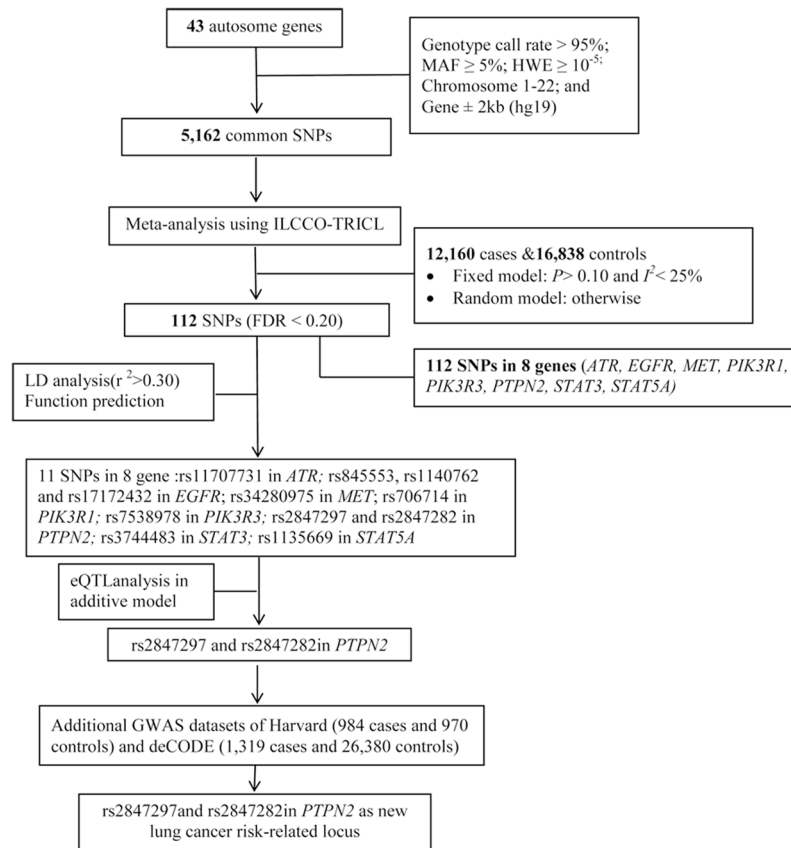 43 autosome genes
Genotype call rate > 95%;
MAF ≥ 5%; HWE ≥ 10-5;
Chromosome 1-22; and
Gene ± 2kb (hg19)
5,162 common SNPs
Meta-analysis using ILCCO-TRICL
12,160 cases &16,838 controls
• Fixed model: P> 0.10 and I2< 25%
• Random model: otherwise
112 SNPs (FDR < 0.20)
112 SNPs in 8 genes (ATR, EGFR, MET, PIK3R1,
PIK3R3, PTPN2, STAT3, STAT5A)
LD analysis(r 2>0.30)
Function prediction
11 SNPs in 8 gene :rs11707731 in ATR; rs845553, rs1140762
and rs17172432 in EGFR; rs34280975 in MET; rs706714 in
PIK3R1; rs7538978 in PIK3R3; rs2847297 and rs2847282 in
PTPN2; rs3744483 in STAT3; rs1135669 in STAT5A
eQTLanalysis in
additive model
rs2847297 and rs2847282in PTPN2
Additional GWAS datasets of Harvard (984 cases and 970
controls) and deCODE (1,319 cases and 26,380 controls)
rs2847297and rs2847282in PTPN2 as new
lung cancer risk-related locus